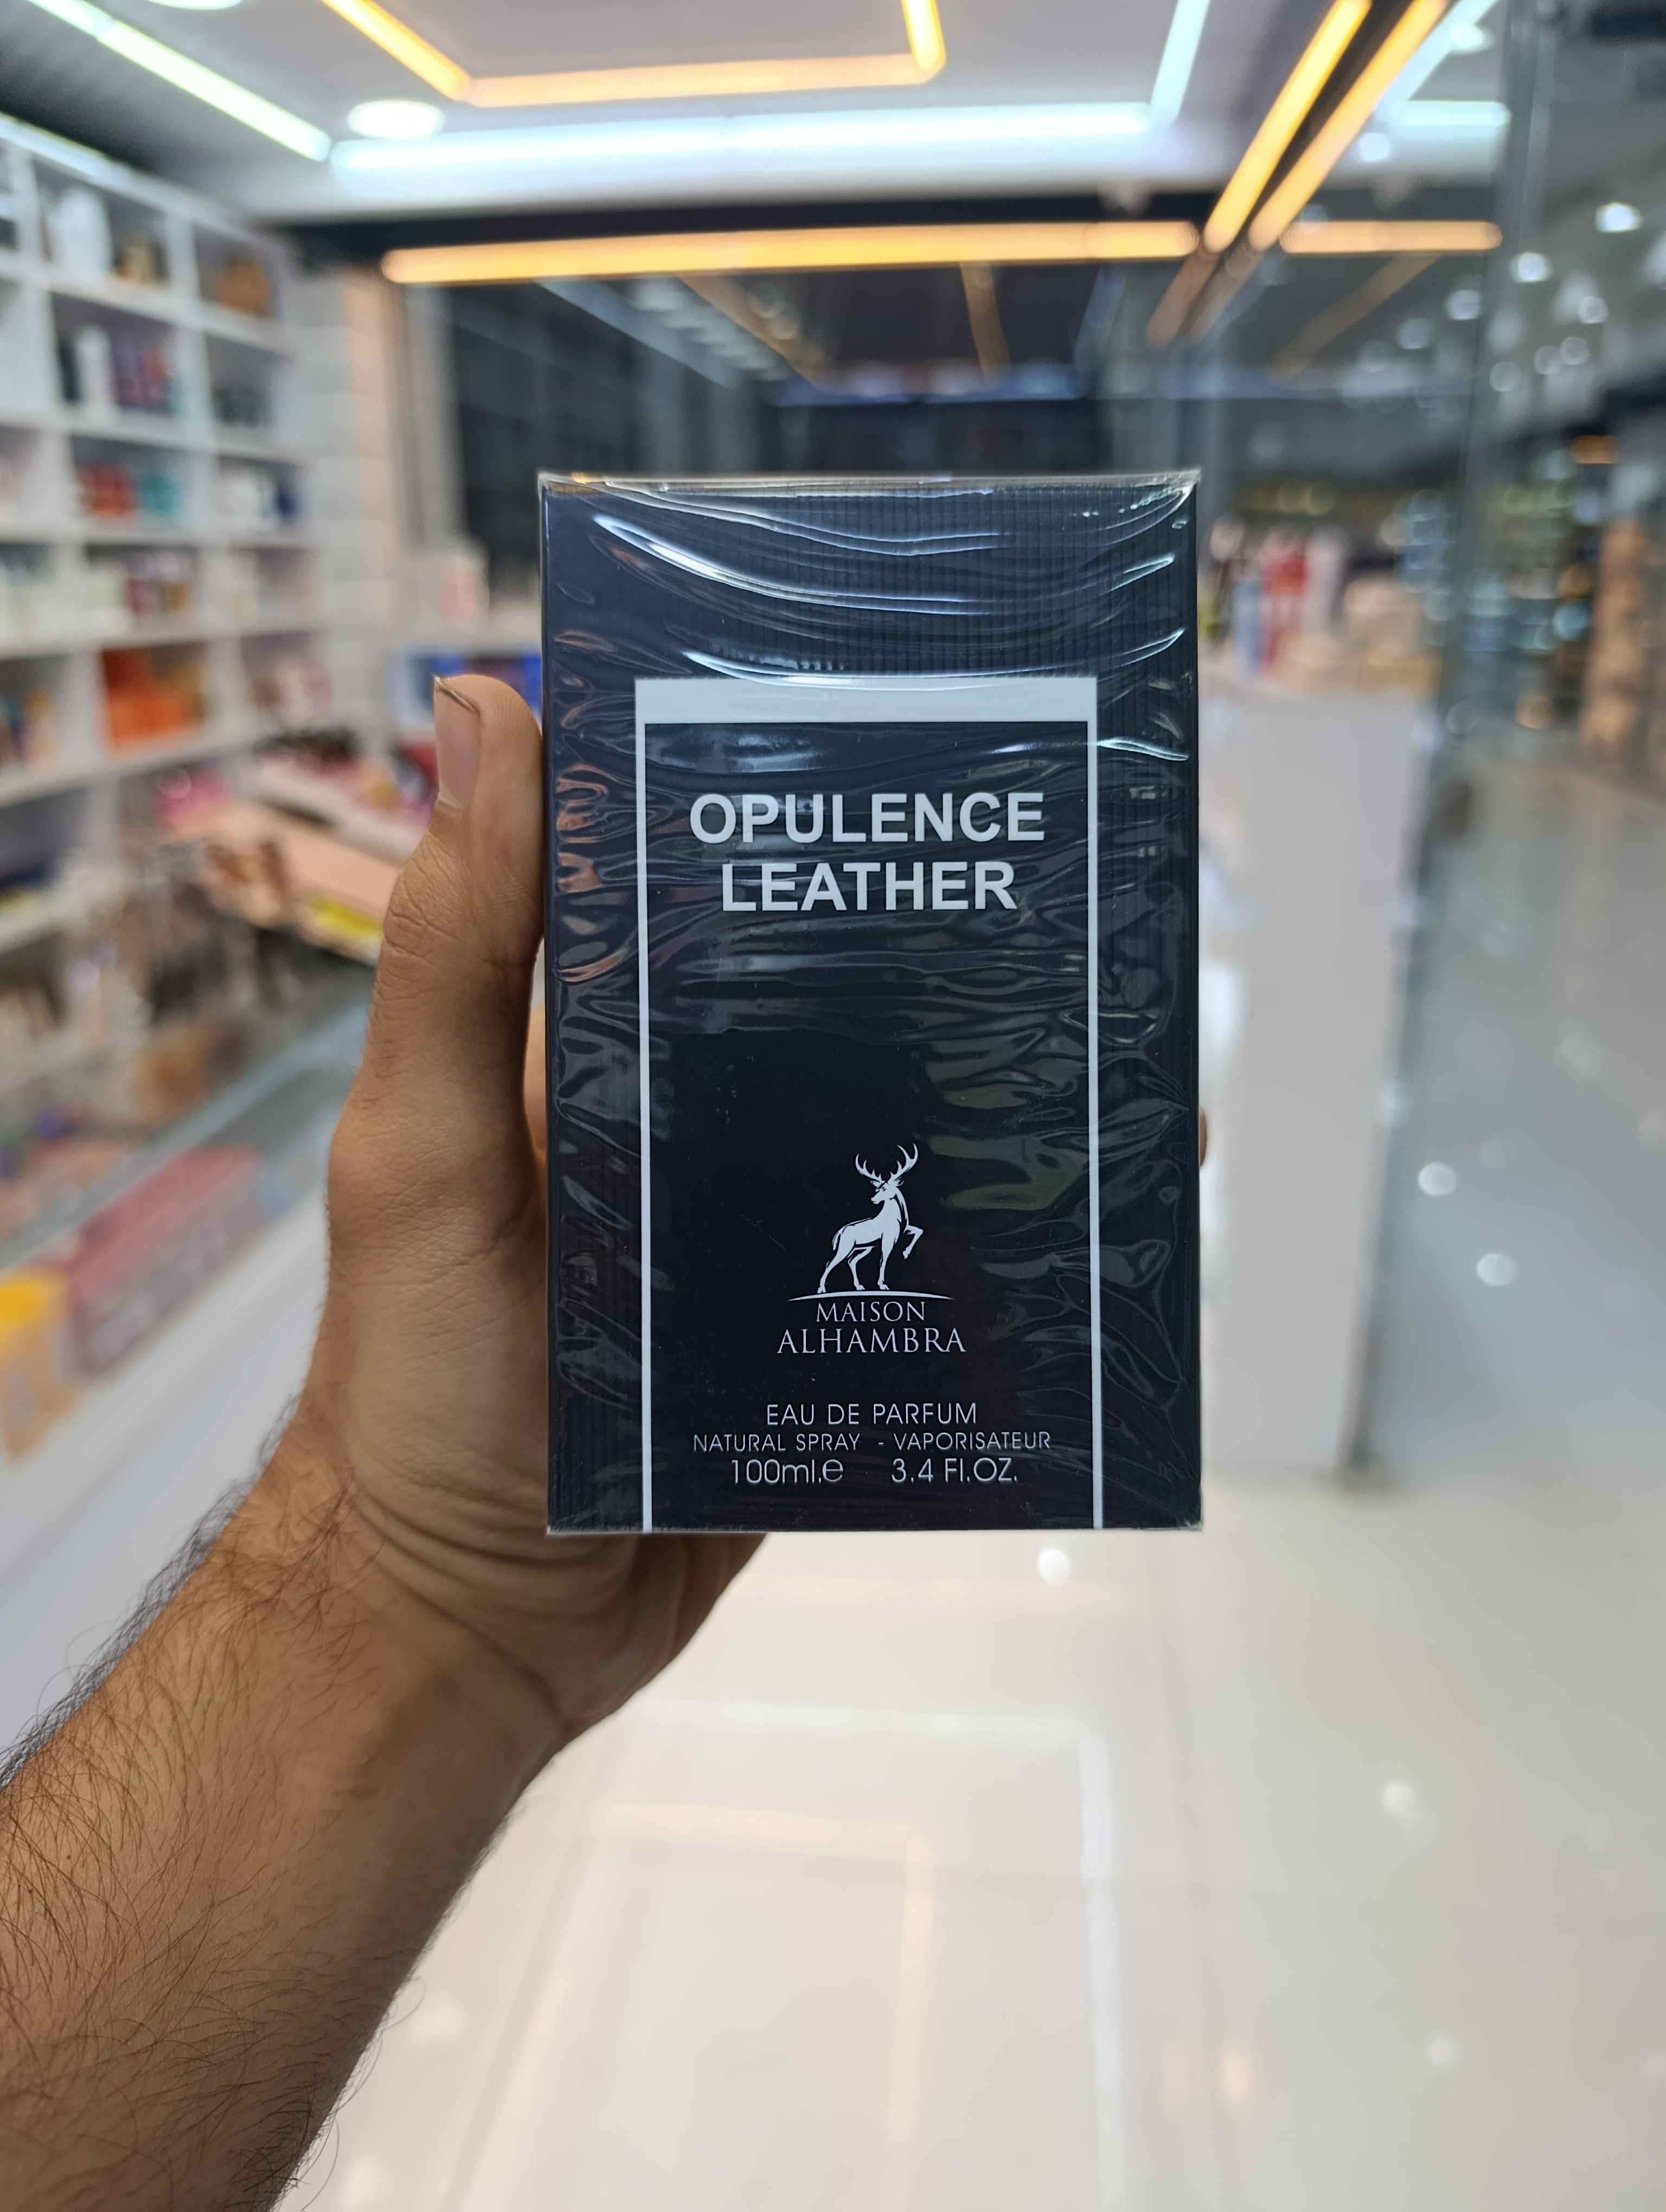 OPULENCE
LEATHER
MAISON
ALHAMBRA
EAU DE PARFUM
NATURAL SPRAY - VAPORISATEUR
100ml.e 3.4 Fl.OZ.